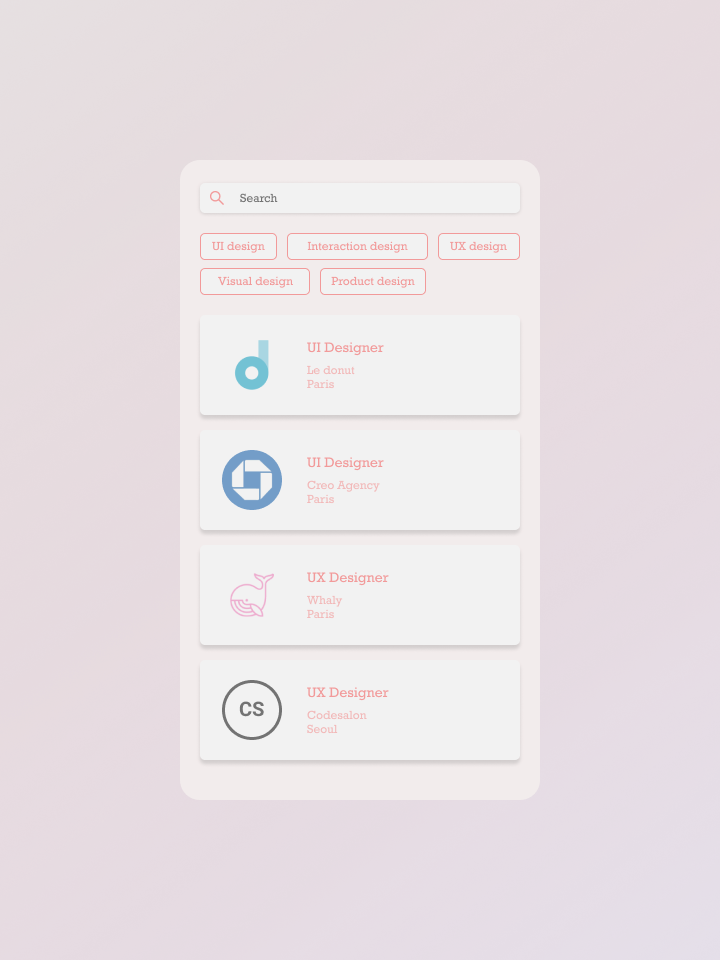 Search
UI design
Interaction design
UX design
Visual design
Product design
UI Designer
Le donut
Paris
UI Designer
Creo Agency
Paris
UX Designer
Whaly
Paris
CS
UX Designer
Codesalon
Seoul